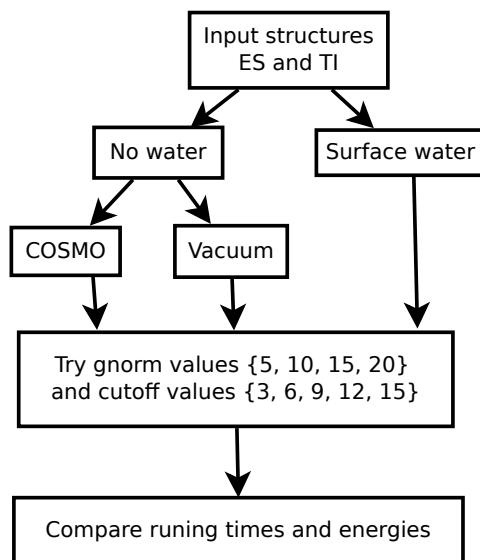 Input structures
ES and TI
No water
Surface water
COSMO
Vacuum
Try gnorm values {5, 10, 15, 20}
and cutoff values {3, 6, 9, 12, 15}
Compare runing times and energies